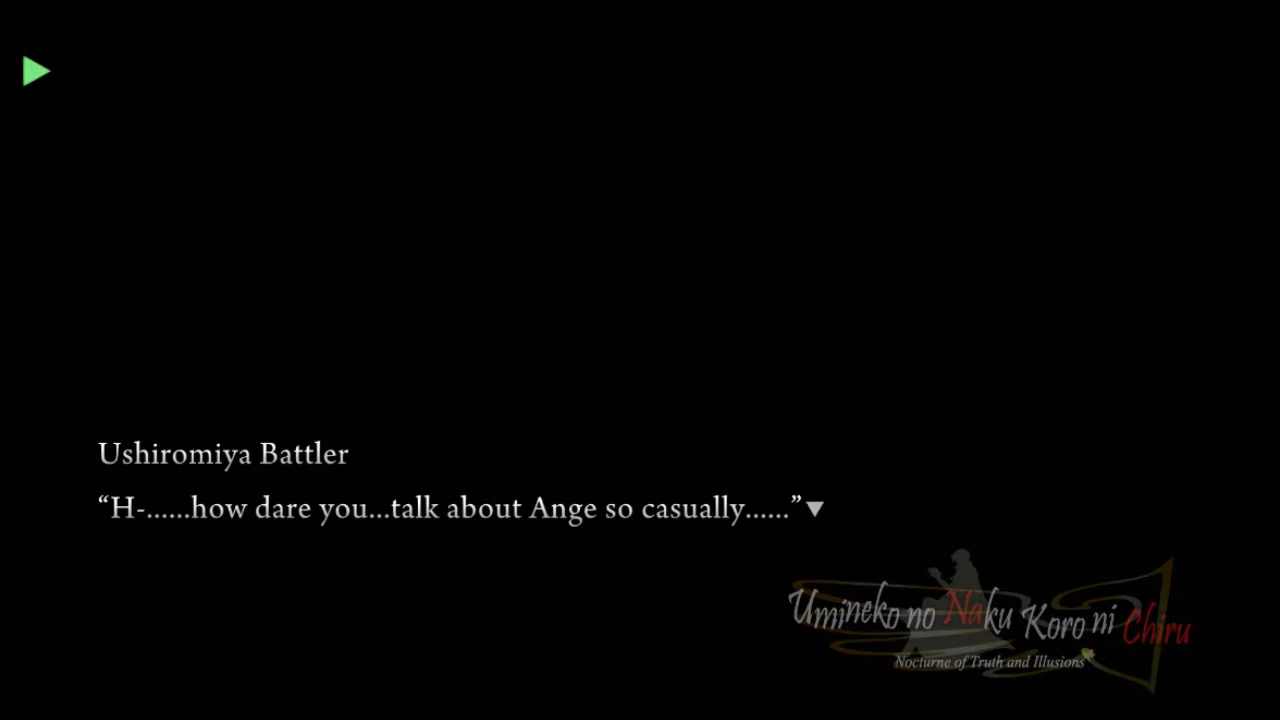 Ushiromiya Battler
“H-......how dare you...talk about Ange so casually......”
Umineko no Naku Koro ni Chiru
Nocturne of Truth and Illusions